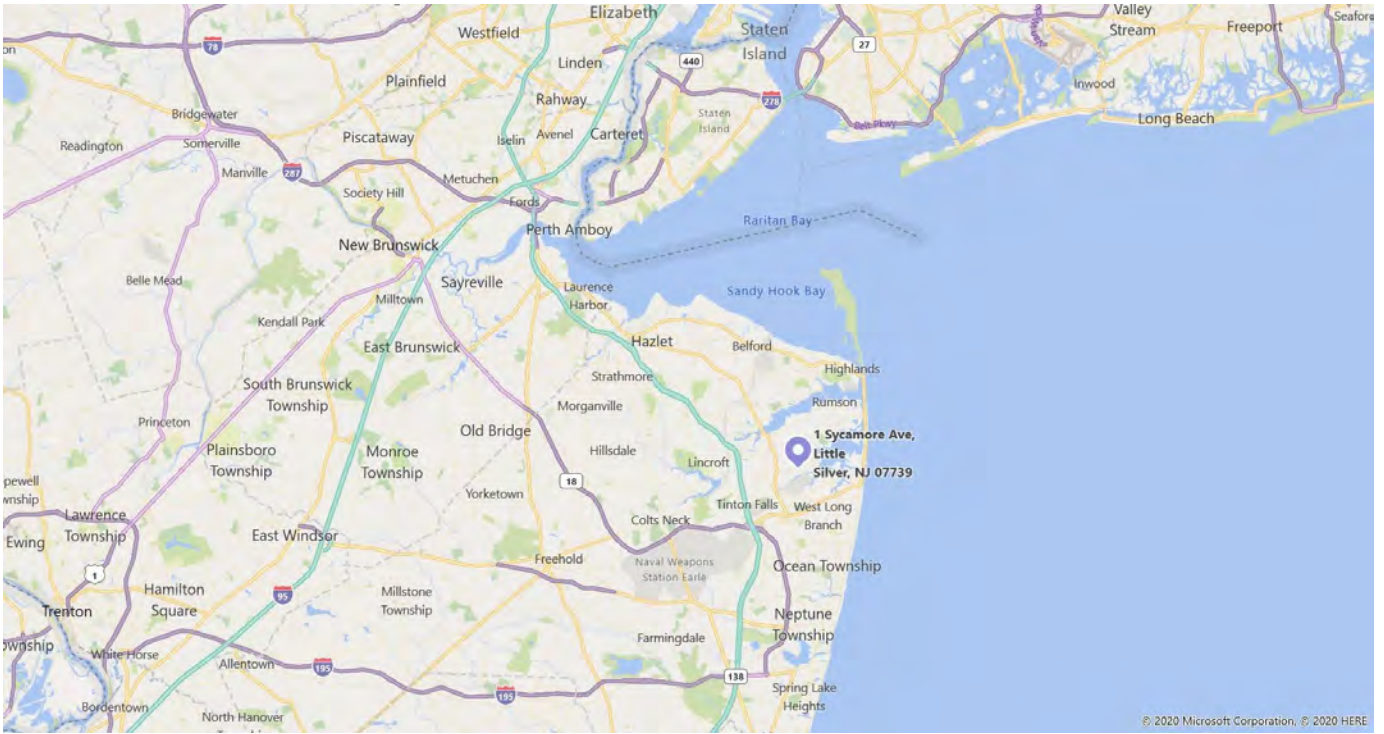 Elizabeth
Valley
Stream
Freeport
Westfield
Staten
Island
27
78
Linden
440
Inwood
Plainfield
Rahway
278
Bridgewater
Staten
Island
Long Beach
Belt Pkwy
Piscataway
Iselin
Avenel
Carteret
Readington
Somerville
Manville
287
Metuchen
Society Hill
Fords
Raritan Bay
Perth Amboy
New Brunswick
Belle Mead
Sayreville
Laurence
Harbor
Sandy Hook Bay
Milltown
Kendall Park
Hazlet
Belford
East Brunswick
Highlands
Strathmore
South Brunswick
Township
Rumson
Morganville
Princeton
Old Bridge
1 Sycamore Ave,
Little
Silver, NJ 07739
Plainsboro
Township
Monroe
Township
Hillsdale
Lincroft
18
Yorketown
Tinton Falls
West Long
Branch
Lawrence
Township
Colts Neck
Ewing
East Windsor
Freehold
Naval Weapons
Station Earle
Ocean Township
1
Hamilton
Square
95
Millstone
Township
Trenton
Neptune
Township
Farmingdale
White Horse
Allentown
195
138
195
Spring Lake
Heights
Bordentown
North Hanover
© 2020 Microsoft Corporation, © 2020 HERE